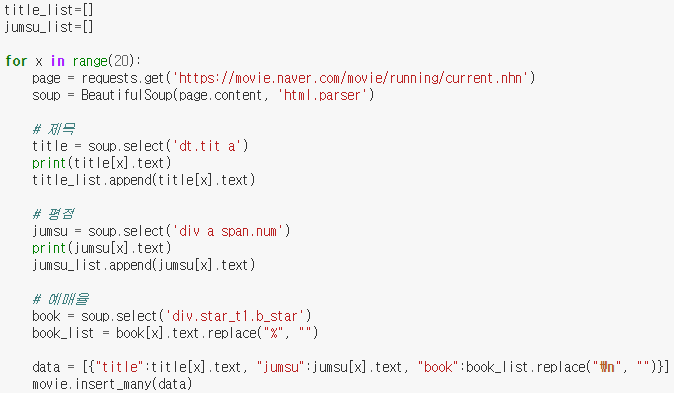 title_list=[]
jumsu_list=[]
for x in range(20):
    page = requests.get('https://movie.naver.com/movie/running/current.nhn')
    soup = BeautifulSoup(page.content, 'html.parser')
    # 제목
    title = soup.select('dt.tit a')
    print(title[x].text)
    title_list.append(title[x].text)
    # 평점
    jumsu = soup.select('div a span.num')
    print(jumsu[x].text)
    jumsu_list.append(jumsu[x].text)
    # 예매율
    book = soup.select('div.star_t1.b_star')
    book_list = book[x].text.replace("%", "")
    data = [{"title":title[x].text, "jumsu":jumsu[x].text, "book":book_list.replace("₩n", "")}]
    movie.insert_many(data)